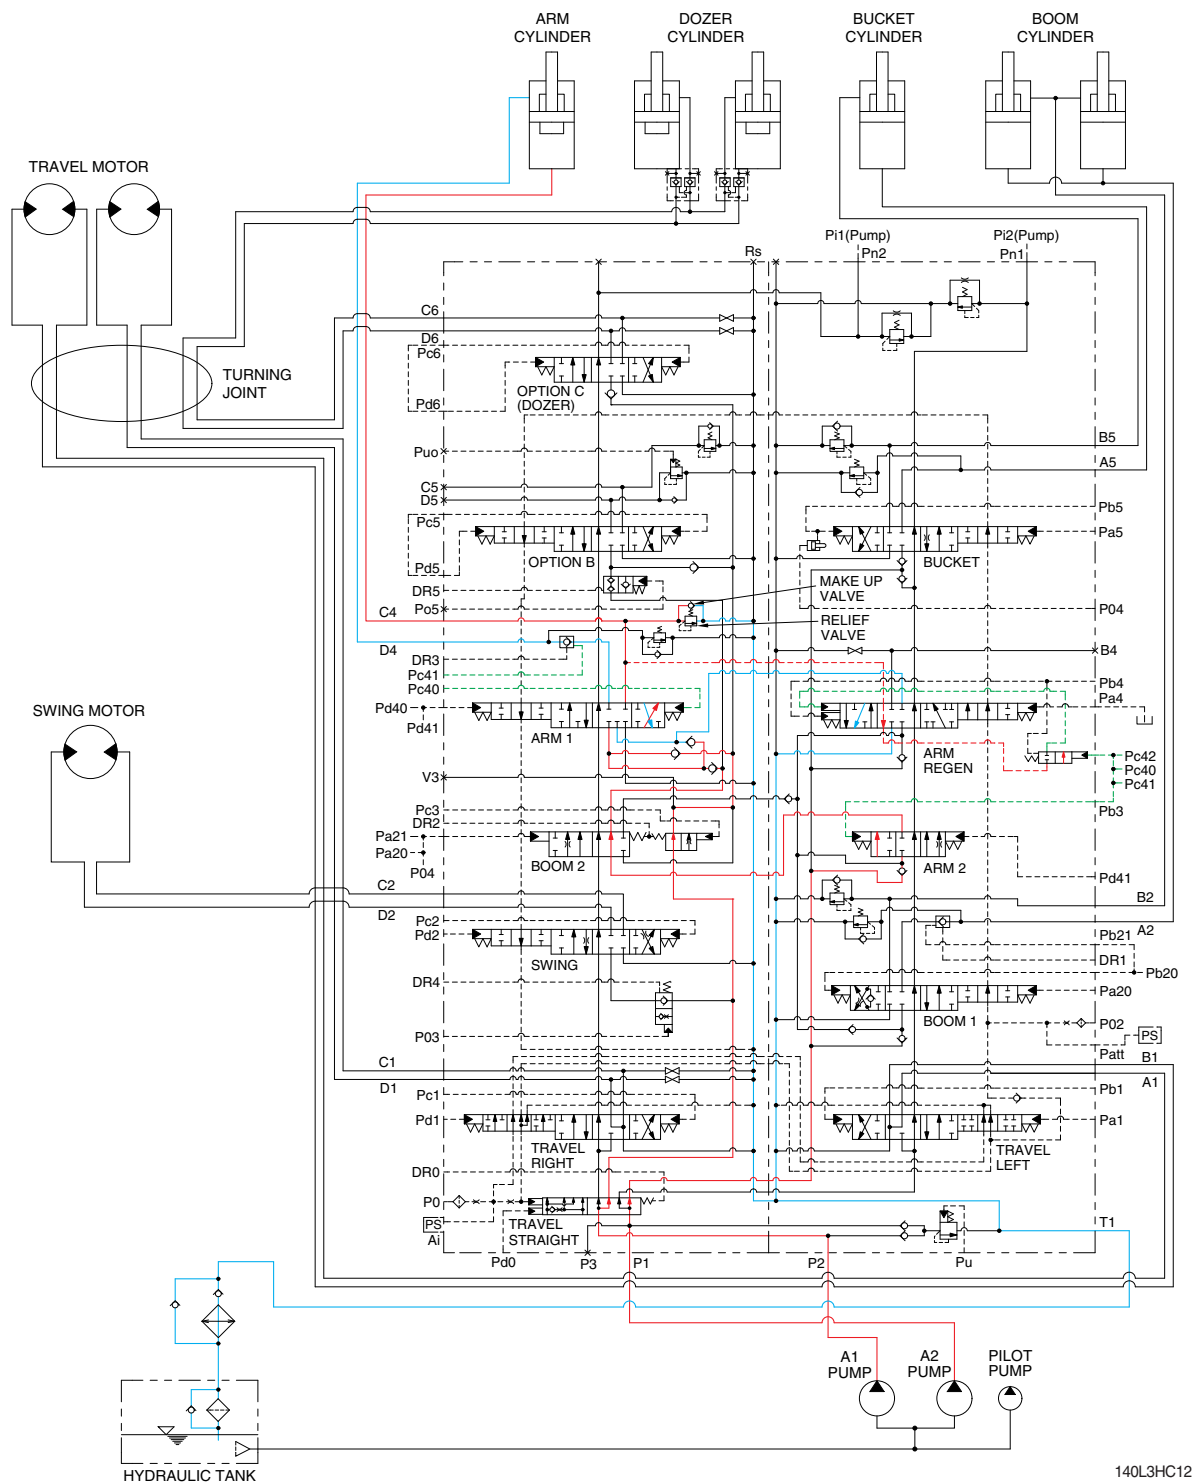 ARM
CYLINDER
DOZER
CYLINDER
BUCKET
CYLINDER
BOOM
CYLINDER
TRAVEL MOTOR
TURNING
JOINT
Rs
Pi1(Pump)
Pn2
Pi2(Pump)
Pn1
C6
D6
Pc6
Pd6
OPTION C
(DOZER)
Puo
C5
D5
Pc5
Pd5
OPTION B
DR5
Po5
C4
D4
DR3
Pc41
Pc40
Pd40
Pd41
ARM 1
MAKE UP
VALVE
RELIEF
VALVE
B5
A5
Pb5
Pa5
BUCKET
P04
B4
Pb4
Pa4
ARM
REGEN
Pc42
Pc40
Pc41
Pb3
SWING MOTOR
V3
Pc3
DR2
Pa21
Pa20
P04
BOOM 2
ARM 2
Pd41
C2
D2
Pc2
Pd2
SWING
B2
A2
Pb21
DR1
Pb20
DR4
P03
Pa20
BOOM 1
P02
PS
Patt
C1
D1
Pc1
Pd1
TRAVEL
RIGHT
B1
A1
Pb1
Pa1
TRAVEL
LEFT
DR0
P0
PS
Ai
TRAVEL
STRAIGHT
Pd0
P3
P1
P2
Pu
T1
A1
PUMP
A2
PUMP
PILOT
PUMP
HYDRAULIC TANK
140L3HC12